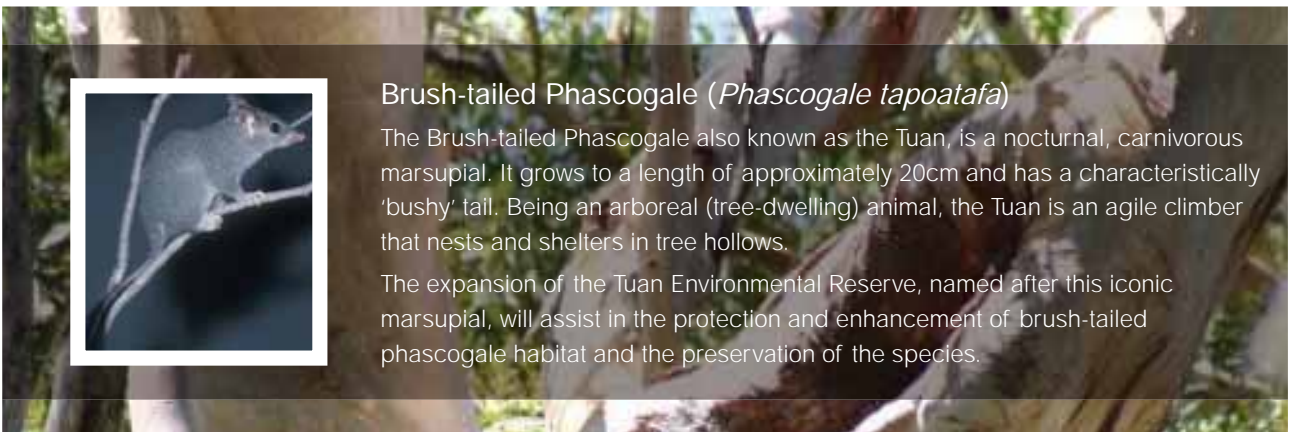 Brush-tailed Phascogale (Phascogale tapoatafa)
The Brush-tailed Phascogale also known as the Tuan, is a nocturnal, carnivorous
marsupial. It grows to a length of approximately 20cm and has a characteristically
'bushy' tail. Being an arboreal (tree-dwelling) animal, the Tuan is an agile climber
that nests and shelters in tree hollows.
The expansion of the Tuan Environmental Reserve, named after this iconic
marsupial, will assist in the protection and enhancement of brush-tailed
phascogale habitat and the preservation of the species.